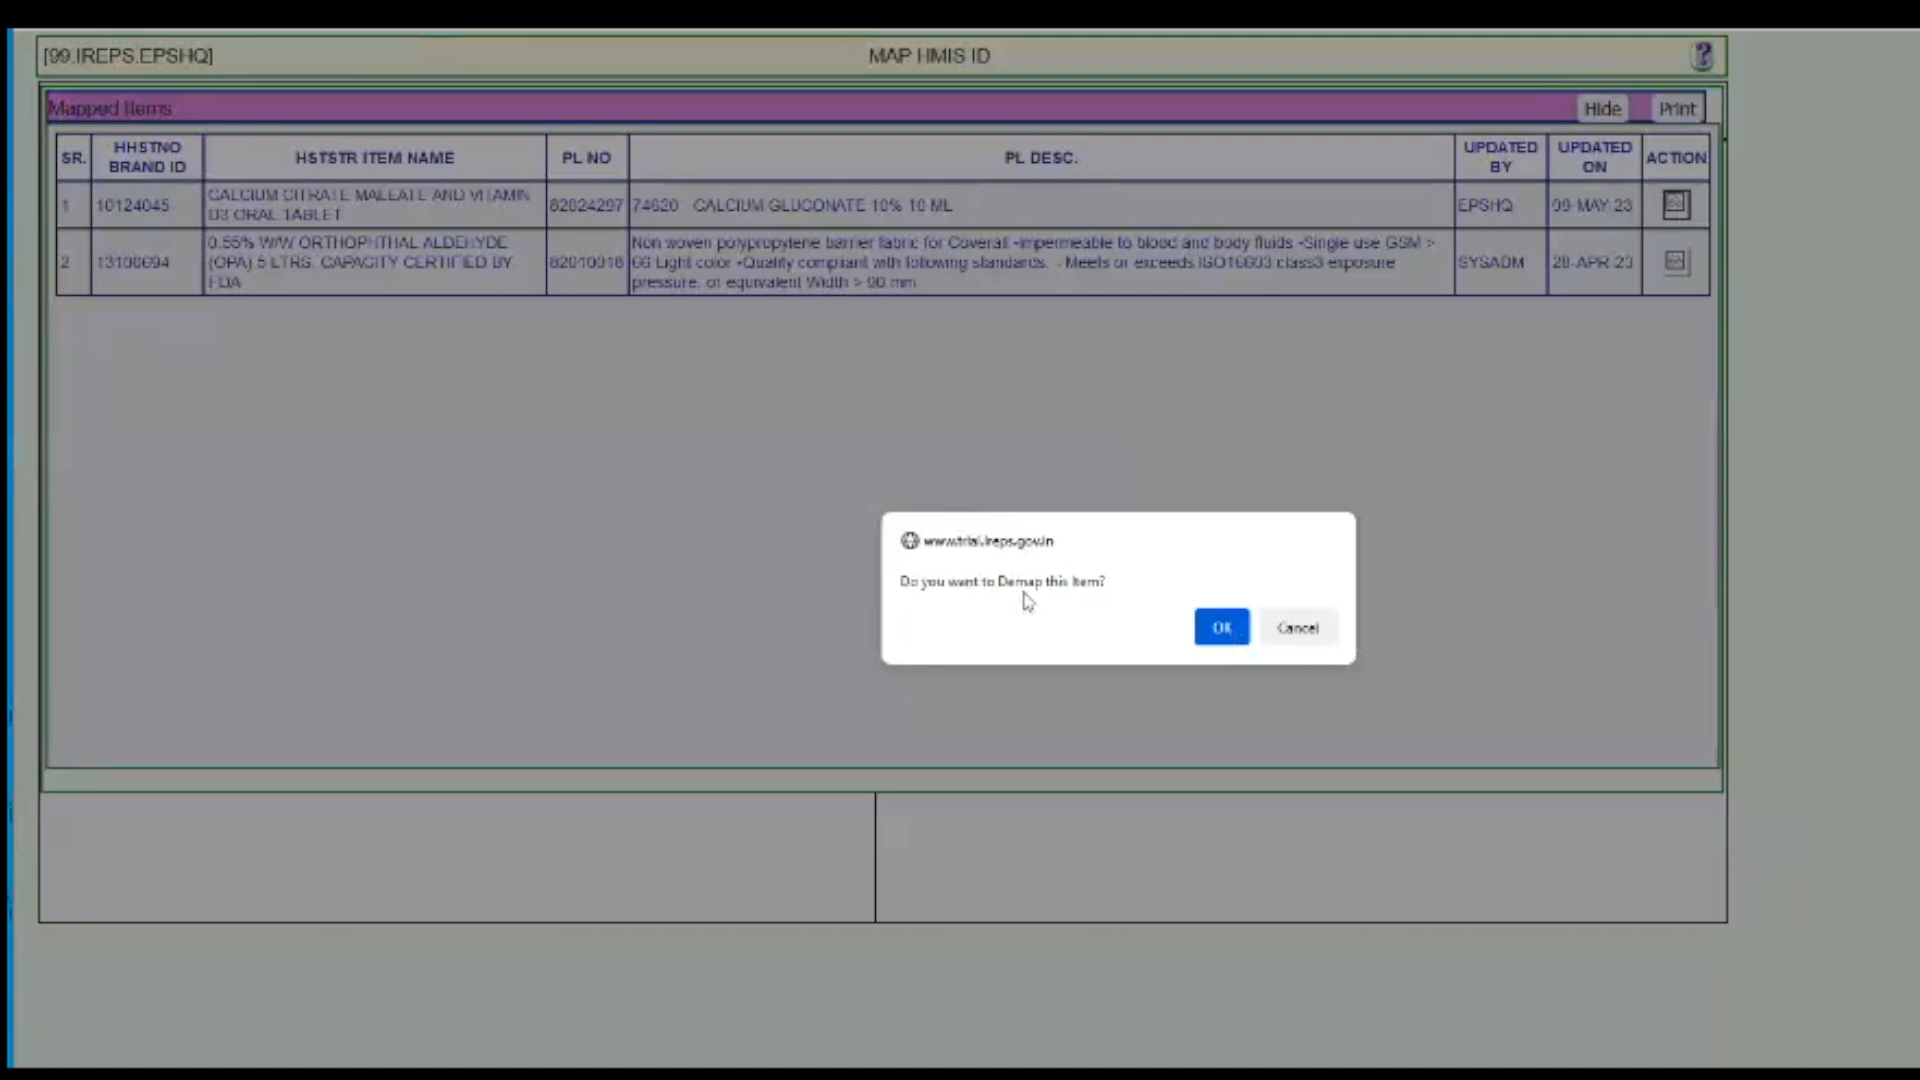 [99.IREPS.EPSHQ] MAP HMIS ID
Mapped Items Hide Print
SR. HHSTNO BRAND ID HSTSTR ITEM NAME PL NO PL DESC. UPDATED BY UPDATED ON ACTION
1 10124045 CALCIUM CITRATE MALEATE AND VITAMIN D3 ORAL TABLET 82024297 74620 CALCIUM GLUCONATE 10% 10 ML EPSHQ 09-MAY-23
2 13100694 0.55% W/W ORTHOPHTHAL ALDEHYDE
(OPA) 5 LTRS. CAPACITY CERTIFIED BY
FDA
82010018 Non woven polypropylene barrier fabric for Coverall -Impermeable to blood and body fluids -Single use GSM >
66 Light color -Quality compliant with following standards. - Meets or exceeds ISO16603 class3 exposure
pressure, or equivalent Width > 90 mm
SYSADM 28-APR-23
www.trial.ireps.gov.in
Do you want to Demap this Item?
OK Cancel